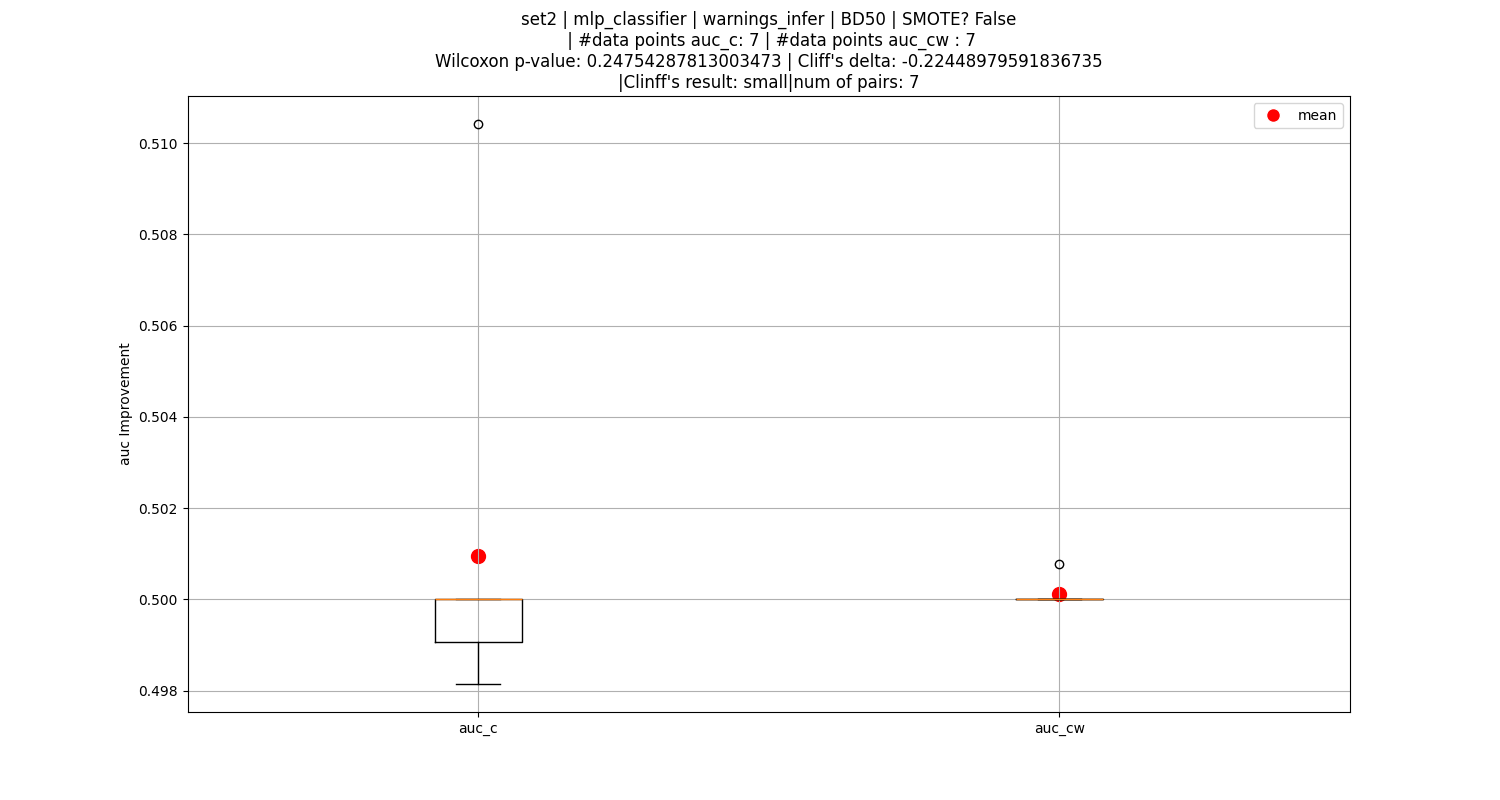 set2 | mlp_classifier | warnings_infer | BD50 | SMOTE? False
| #data points auc_c: 7 | #data points auc_cw : 7
Wilcoxon p-value: 0.24754287813003473 | Cliff's delta: -0.22448979591836735
|Clinff's result: small|num of pairs: 7
mean
0.510
0.508
0.506
0.504
0.502
0.500
0.498
auc Improvement
auc_c
auc_cw